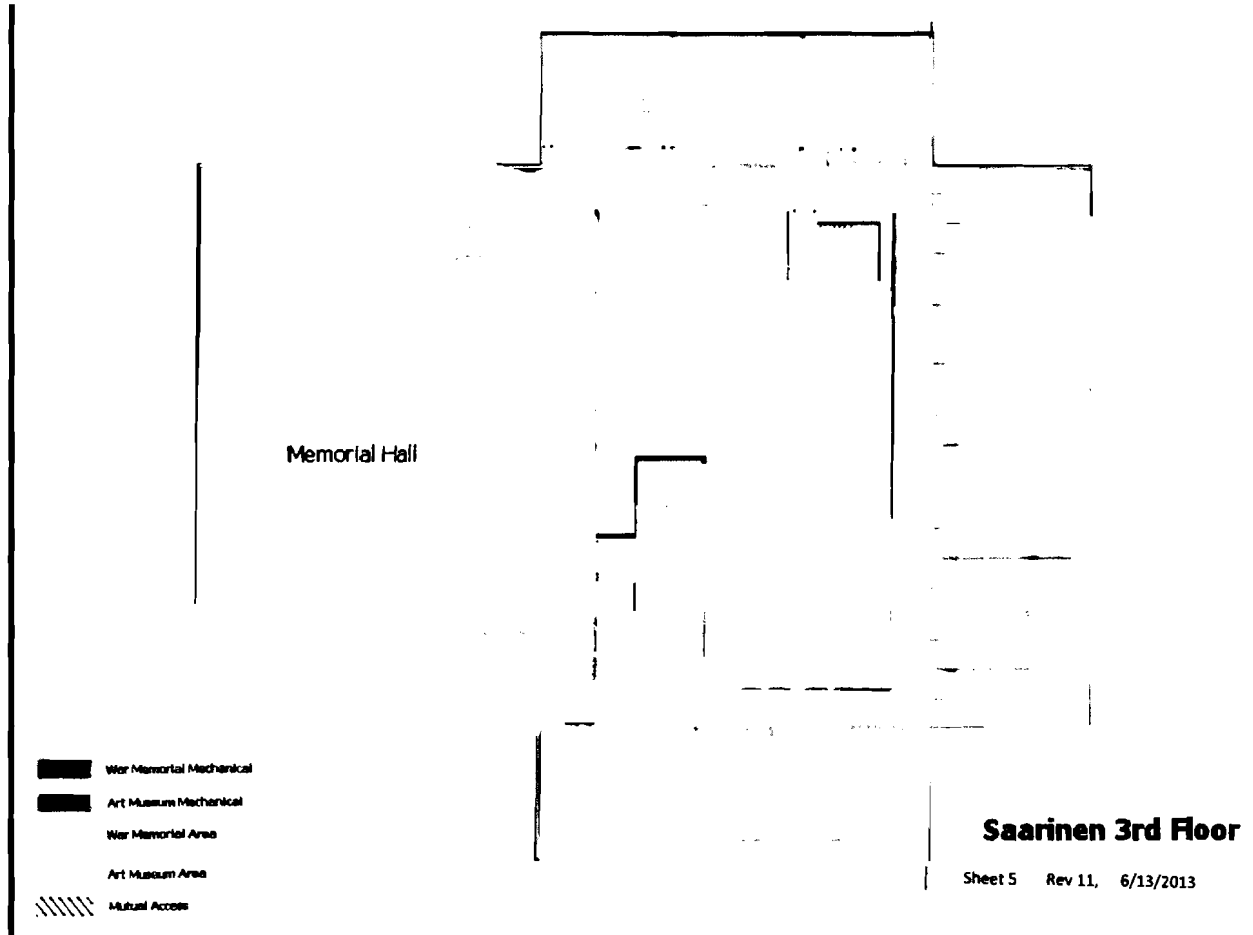 Memorial Hall
War Memorial Mechanical
Art Museum Mechanical
War Memorial Area
Art Museum Area
Mutual Access
Saarinen 3rd Floor
Sheet 5 Rev 11, 6/13/2013